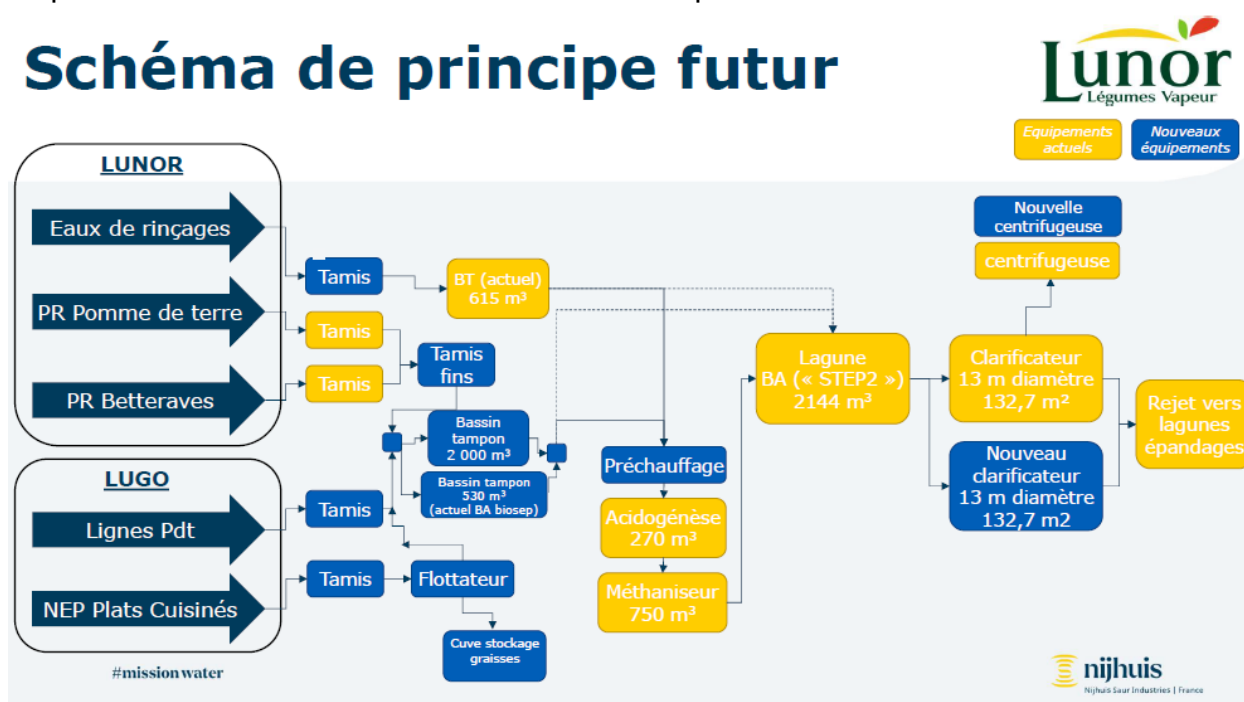 Schéma de principe futur
Lunor
Légumes Vapeur
Equipements
actuels
Nouveaux
équipements
LUNOR
Eaux de rinçages
PR Pomme de terre
PR Betteraves
LUGO
Lignes Pdt
NEP Plats Cuisinés
Tamis
Tamis
Tamis
Tamis
fins
Tamis
Tamis
BT (actuel)
615 m³
Bassin
tampon
2 000 m³
Bassin tampon
530 m³
(actuel BA biosep)
Flottateur
Cuve stockage
graisses
Préchauffage
Acidogénèse
270 m³
Méthaniseur
750 m³
Lagune
BA (« STEP2 »)
2144 m³
Nouvelle
centrifugeuse
centrifugeuse
Clarificateur
13 m diamètre
132,7 m²
Nouveau
clarificateur
13 m diamètre
132,7 m2
Rejet vers
lagunes
épandages
#mission water
nijhuis
Nijhuis Saur Industries | France